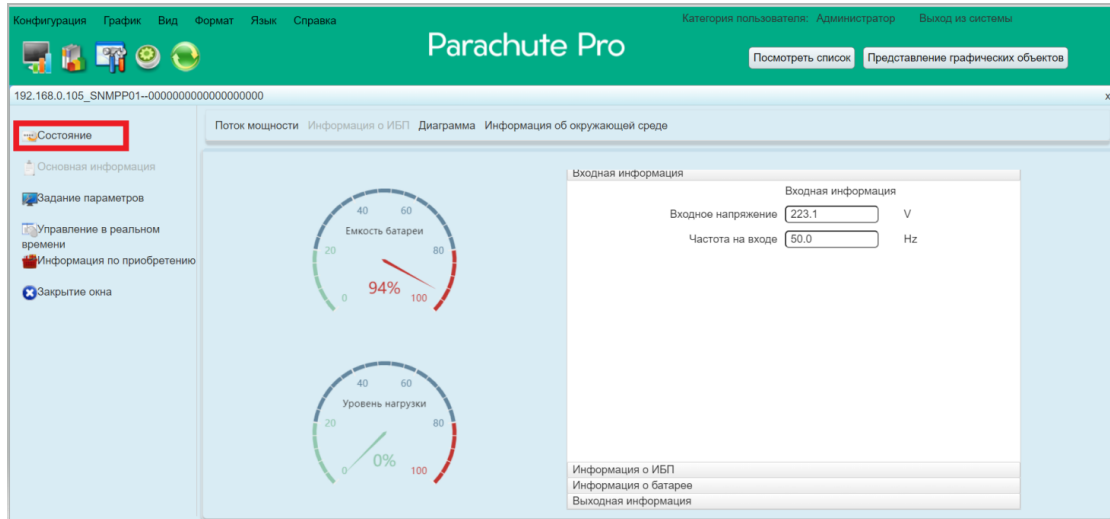 Конфигурация График Вид Формат Язык Справка
Категория пользователя: Администратор Выход из системы
Parachute Pro
Посмотреть список Представление графических объектов
192.168.0.105_SNMPP01--0000000000000000000 x
Состояние
Основная информация
Задание параметров
Управление в реальном
времени
Информация по приобретению
Закрытие окна
Поток мощности Информация о ИБП Диаграмма Информация об окружающей среде
40 60
Емкость батареи
20 80
94%
0 100
40 60
Уровень нагрузки
20 80
0%
0 100
Входная информация
Входная информация
Входное напряжение 223.1 V
Частота на входе 50.0 Hz
Информация о ИБП
Информация о батарее
Выходная информация